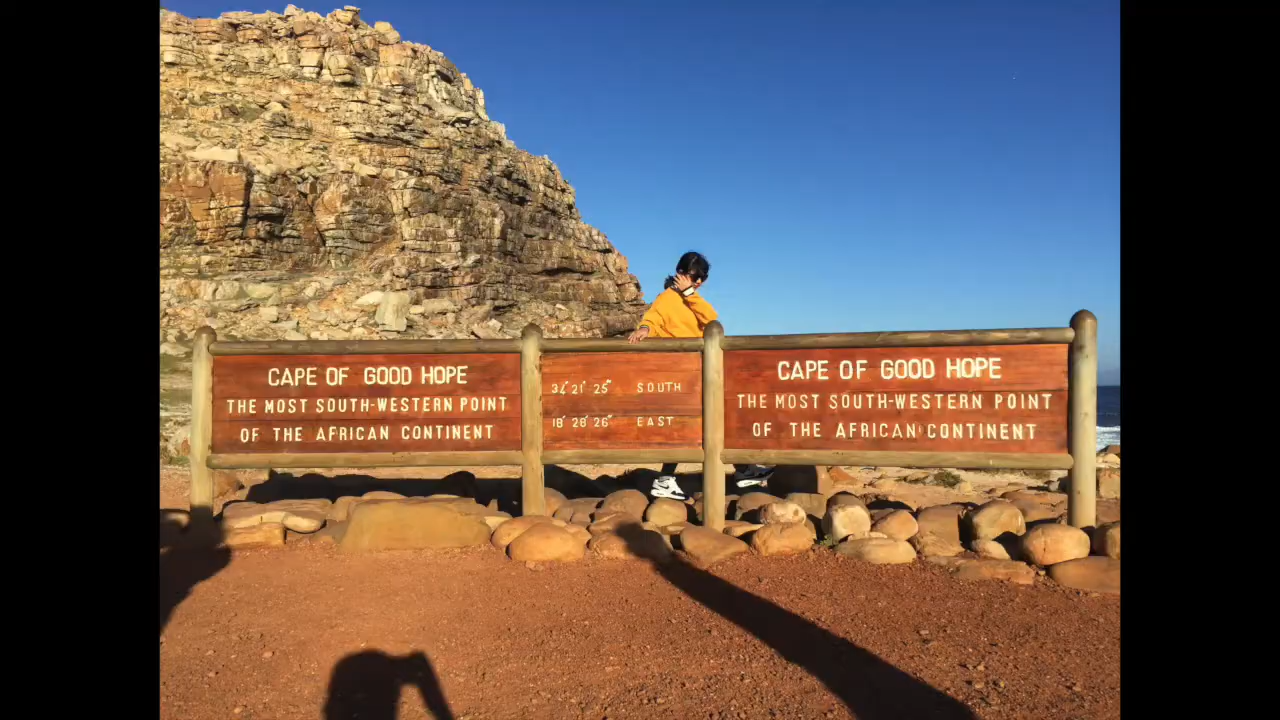 CAPE OF GOOD HOPE
THE MOST SOUTH-WESTERN POINT
OF THE AFRICAN CONTINENT
34° 21' 25" SOUTH
18° 28' 26" EAST
CAPE OF GOOD HOPE
THE MOST SOUTH-WESTERN POINT
OF THE AFRICAN CONTINENT